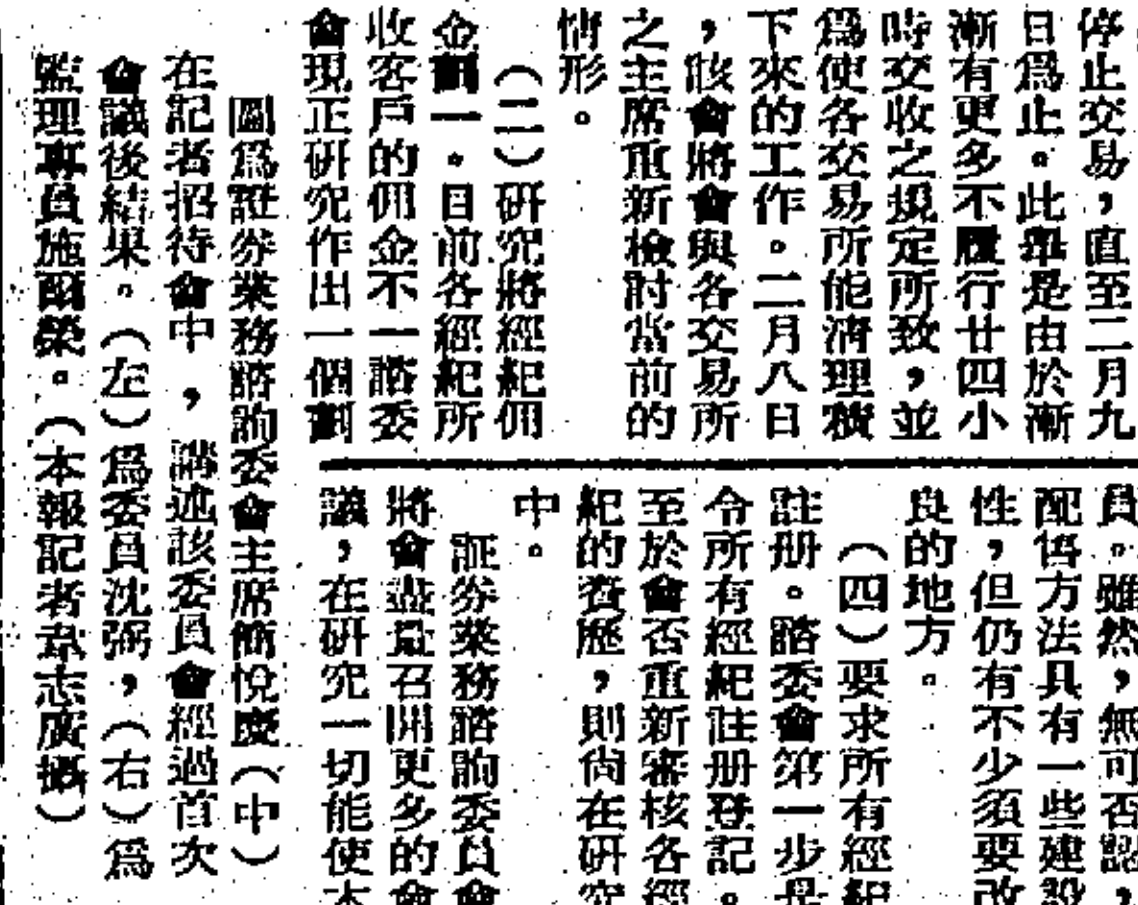 停止交易,直至二月九
日爲止。此舉是由於漸
漸有更多不履行廿四小
時交收之規定所致,並
爲使各交易所能清理積
下來的工作。二月八日
,該會將會與各交易所
之主席重新檢討當前的
情形。
(二)研究將經紀佣
金劃一。目前各經紀所
收客戶的佣金不一諮委
會現正研究作出一個劃
員。雖然,無可否認,
配售方法具有一些建設
性,但仍有不少須要改
良的地方。
(四)要求所有經紀
註册。諮委會第一步是
令所有經紀註册登記。
至於會否重新審核各經
紀的資歷,則尚在研究
中。
証券業務諮詢委員會
將會盡量召開更多的會
議,在研究一切能使本
圖爲証券業務諮詢委會主席簡悅慶(中)
在記者招待會中,講述該委員會經過首次
會議後結果。(左)爲委員沈弼,(右)爲
監理專員施爾榮。(本報記者袁志廣攝)